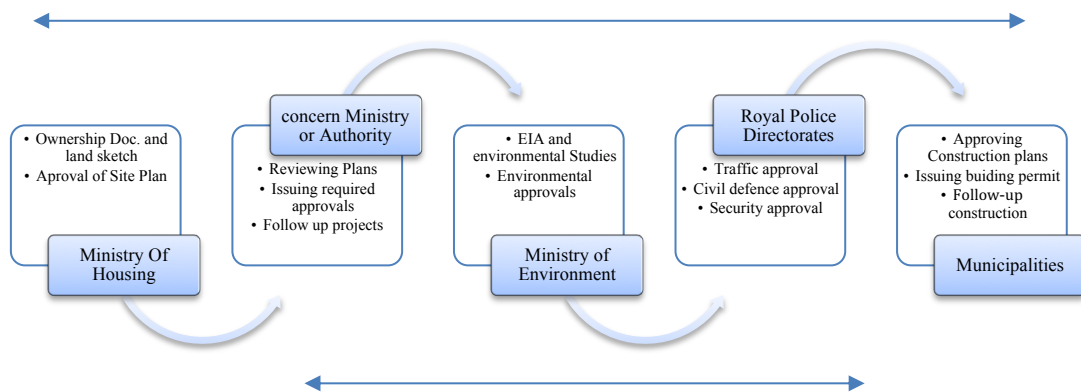 • Ownership Doc. and
land sketch
• Aproval of Site Plan
Ministry Of
Housing
concern Ministry
or Authority
• Reviewing Plans
• Issuing required
approvals
• Follow up projects
• EIA and
environmental Studies
• Environmental
approvals
Ministry of
Environment
Royal Police
Directorates
• Traffic approval
• Civil defence approval
• Security approval
• Approving
Construction plans
• Issuing buiding permit
• Follow-up
construction
Municipalities